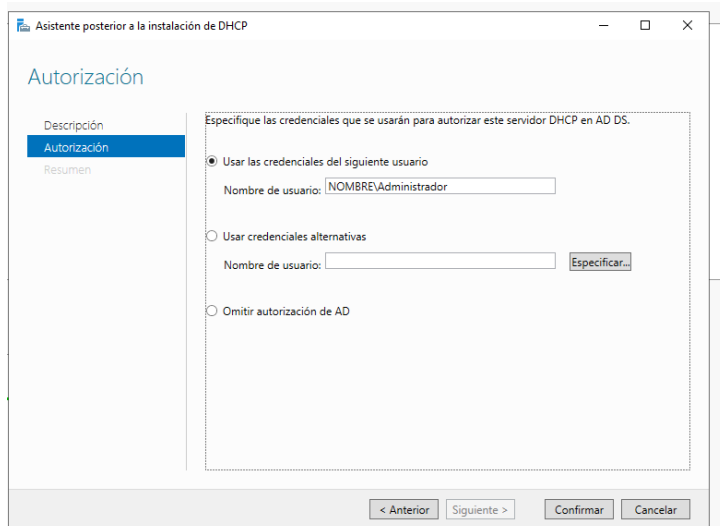 Asistente posterior a la instalación de DHCP
Autorización
Descripción
Autorización
Resumen
Especifique las credenciales que se usarán para autorizar este servidor DHCP en AD DS.
Usar las credenciales del siguiente usuario
Nombre de usuario: NOMBRE\Administrador
Usar credenciales alternativas
Nombre de usuario: Especificar...
Omitir autorización de AD
< Anterior Siguiente > Confirmar Cancelar